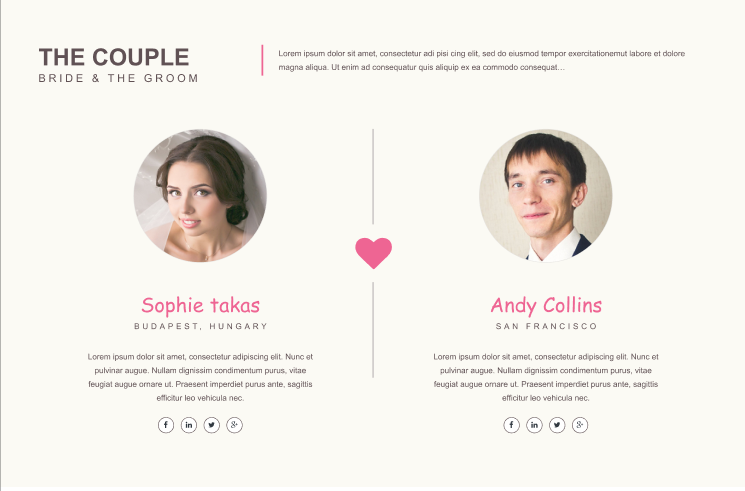 THE COUPLE
BRIDE & THE GROOM
Lorem ipsum dolor sit amet, consectetur adi pisi cing elit, sed do eiusmod tempor exercitationemut labore et dolore
magna aliqua. Ut enim ad consequatur quis aliquip ex ea commodo consequat...
Sophie takas
BUDAPEST, HUNGARY
Lorem ipsum dolor sit amet, consectetur adipiscing elit. Nunc et
pulvinar augue. Nullam dignissim condimentum purus, vitae
feugiat augue ornare ut. Praesent imperdiet purus ante, sagittis
efficitur leo vehicula nec.
f in g+
Andy Collins
SAN FRANCISCO
Lorem ipsum dolor sit amet, consectetur adipiscing elit. Nunc et
pulvinar augue. Nullam dignissim condimentum purus, vitae
feugiat augue ornare ut. Praesent imperdiet purus ante, sagittis
efficitur leo vehicula nec.
f in g+